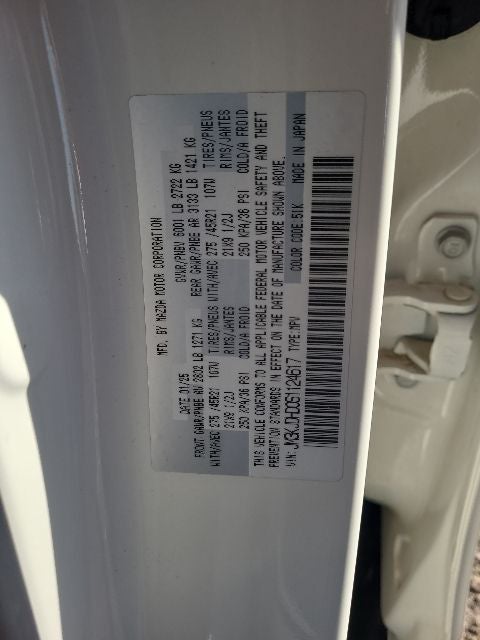 MFD. BY MAZDA MOTOR CORPORATION
DATE 01/25 GVWR/PNBV 6001 LB 2722 KG
FRONT GAWR/PNBE AV 2802 LB 1271 KG REAR GAWR/PNBE AR 3133 LB 1421 KG
WITH/AVEC 275 /45R21 107W TIRES/PNEUS WITH/AVEC 275 /45R21 107W TIRES/PNEUS
21X9 1/2J RIMS/JANTES 21X9 1/2J RIMS/JANTES
250 KPA/36 PSI COLD/A FROID 250 KPA/36 PSI COLD/A FROID
THIS VEHICLE CONFORMS TO ALL APPLICABLE FEDERAL MOTOR VEHICLE SAFETY AND THEFT
PREVENTION STANDARDS IN EFFECT ON THE DATE OF MANUFACTURE SHOWN ABOVE.
VIN: TYPE:MPV COLOR CODE:51K MADE IN JAPAN